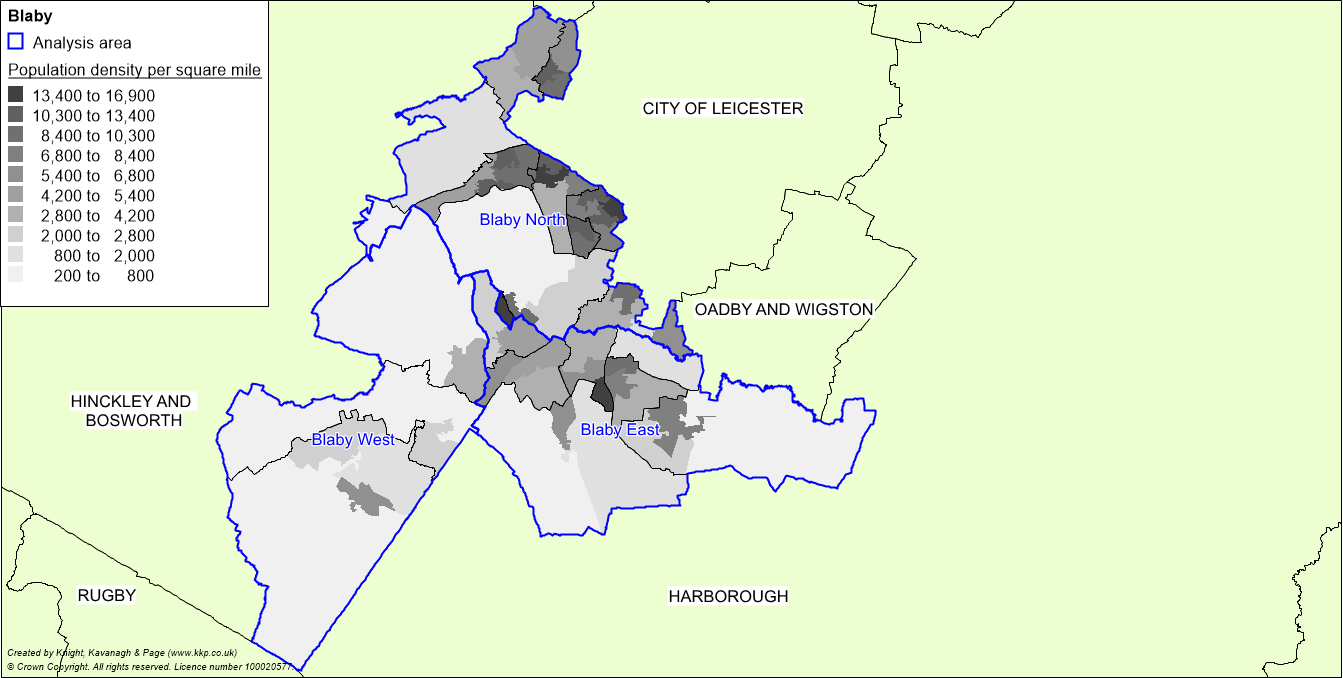 Blaby
Analysis area
Population density per square mile
13,400 to 16,900
10,300 to 13,400
8,400 to 10,300
6,800 to 8,400
5,400 to 6,800
4,200 to 5,400
2,800 to 4,200
2,000 to 2,800
800 to 2,000
200 to 800
CITY OF LEICESTER
Blaby North
OADBY AND WIGSTON
HINCKLEY AND
BOSWORTH
Blaby West
Blaby East
RUGBY
HARBOROUGH
Created by Knight, Kavanagh & Page (www.kkp.co.uk)
© Crown Copyright. All rights reserved. Licence number 100020577.